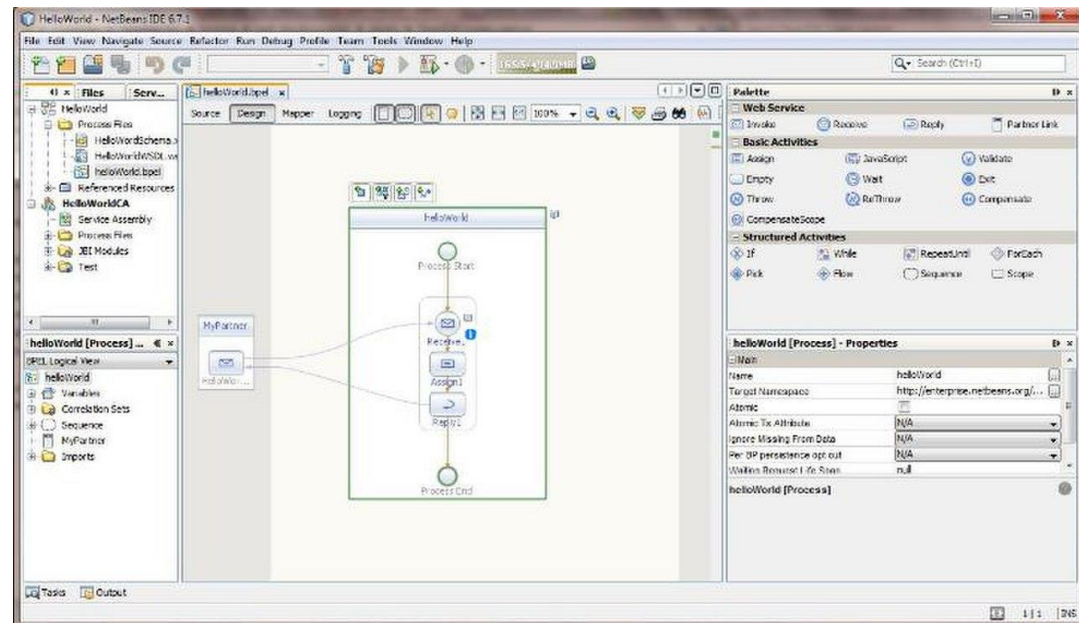 HelloWorld - NetBeans IDE 6.7.1
File Edit View Navigate Source Refactor Run Debug Profile Team Tools Window Help
Search (Ctrl+I)
Files Serv...
HelloWorld
Process Files
HelloWordSchema.x
HelloWorldWSDL.ws
helloWorld.bpel
Referenced Resources
HelloWorldCA
Service Assembly
Process Files
JBI Modules
Test
helloWorld [Process] ...
BPEL Logical View
helloWorld
Variables
Correlation Sets
Sequence
MyPartner
Imports
helloWorld.bpel
Source Design Mapper Logging 100%
helloWorld
Process Start
MyPartner.
HelloWor...
Receive1
Assign1
Reply1
Process End
Palette
Web Service
Invoke Receive Reply Partner Link
Basic Activities
Assign JavaScript Validate
Empty Wait Exit
Throw ReThrow Compensate
CompensateScope
Structured Activities
If While RepeatUntil ForEach
Pick Flow Sequence Scope
helloWorld [Process] - Properties
Main
Name helloWorld ...
Target Namespace http://enterprise.netbeans.org/... ...
Atomic
Atomic Tx Attribute N/A
Ignore Missing From Data N/A
Per BP persistence opt out N/A
Waiting Request Life Span null
helloWorld [Process]
Tasks Output
1|1 INS